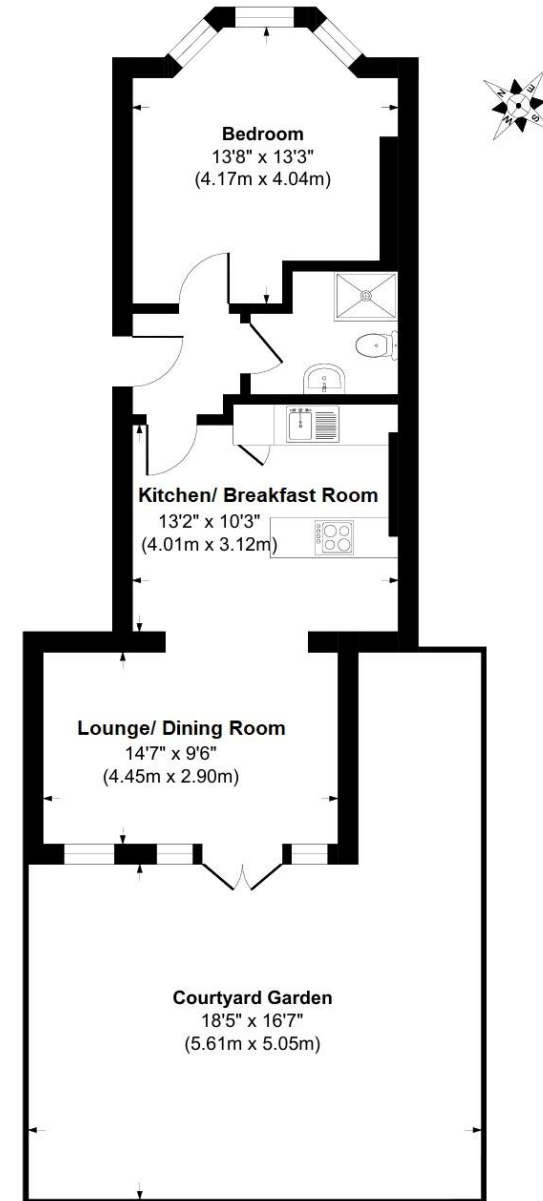 Bedroom
13'8" x 13'3"
(4.17m x 4.04m)
N
E
W
S
Kitchen/ Breakfast Room
13'2" x 10'3"
(4.01m x 3.12m)
Lounge/ Dining Room
14'7" x 9'6"
(4.45m x 2.90m)
Courtyard Garden
18'5" x 16'7"
(5.61m x 5.05m)